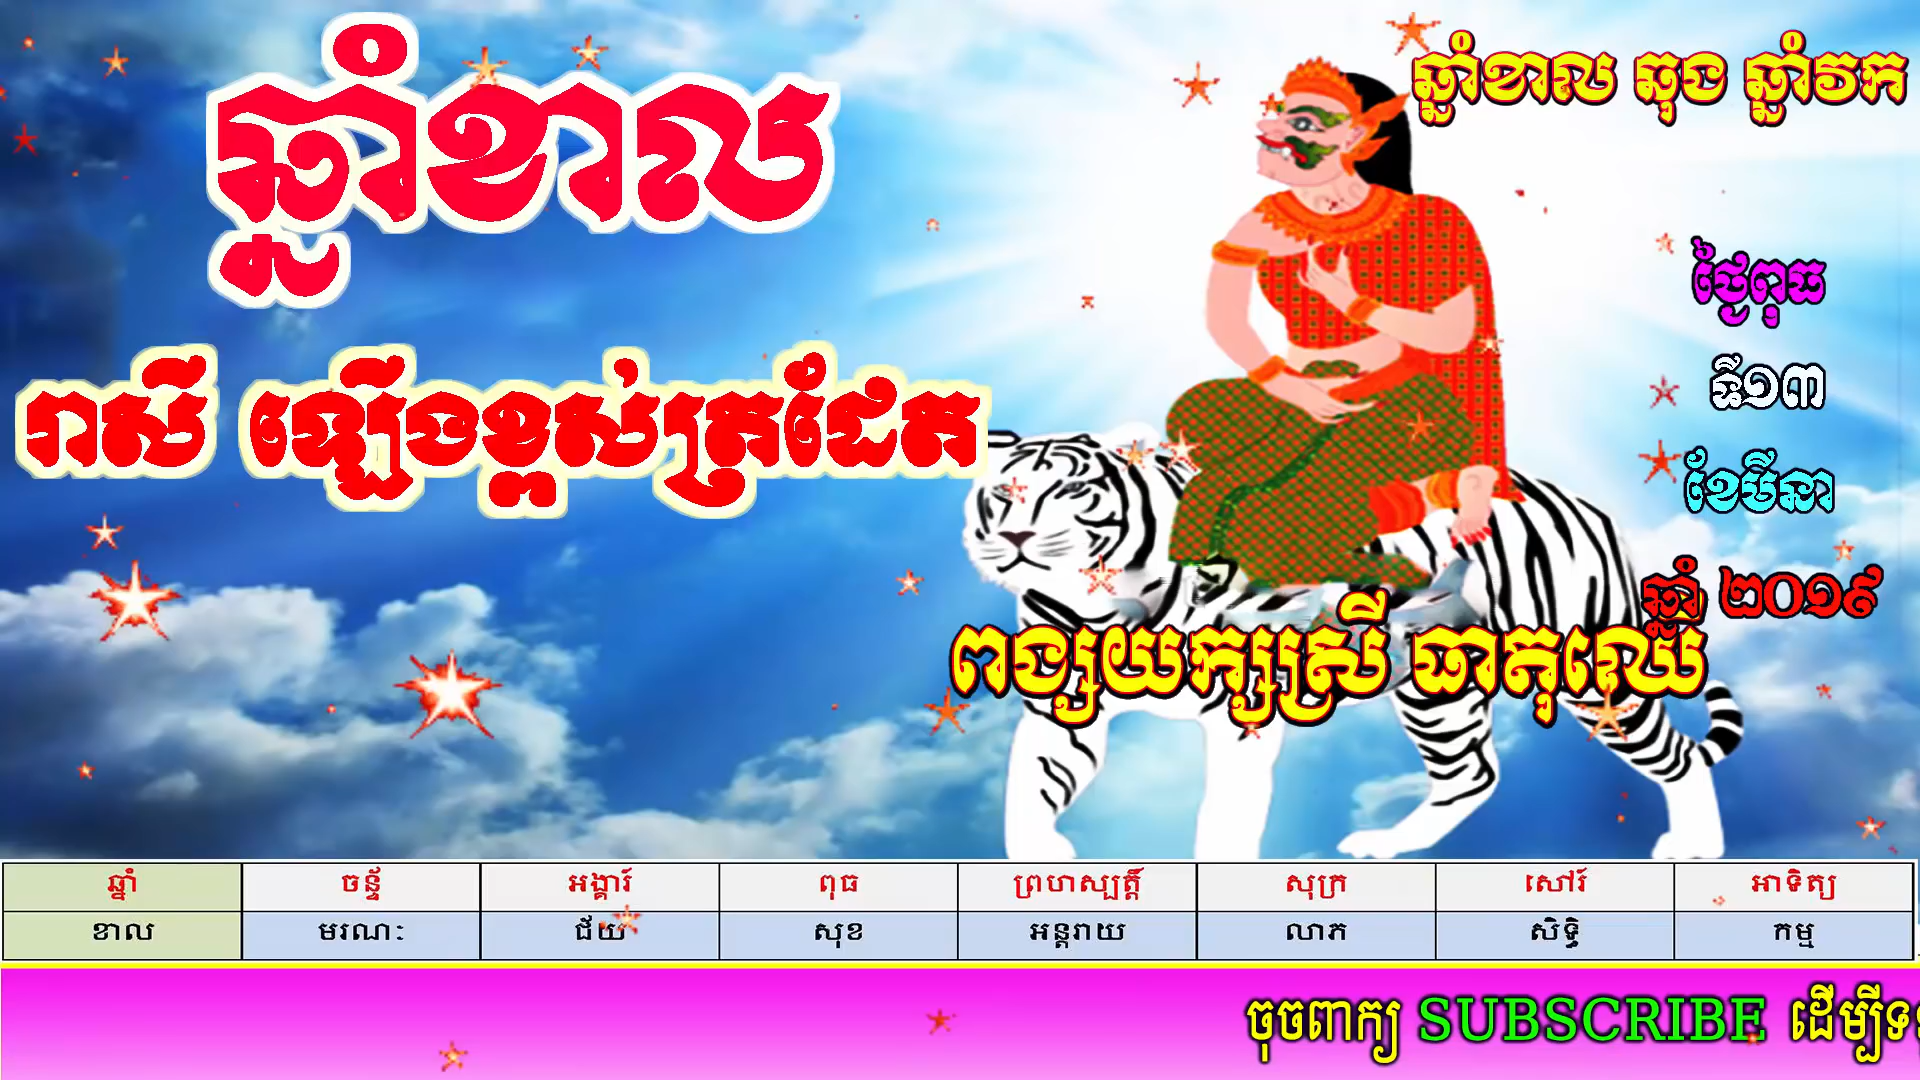 ឆ្នាំខាល
រាសី ឡើងខ្ពស់ត្រដែត
ឆ្នាំខាល ឆុង ឆ្នាំវក
ថ្ងៃពុធ
ទី១៣
ខែមីនា
ឆ្នាំ ២០១៩
ពង្សយក្សស្រី ធាតុឈើ
ឆ្នាំ ចន្ទ័ អង្គារ៍ ពុធ ព្រហស្បត្តិ៍ សុក្រ សៅរ៍ អាទិត្យ
ខាល មរណៈ ជ័យ សុខ អន្តរាយ លាភ សិទ្ធិ កម្ម
ចុចពាក្យ SUBSCRIBE ដើម្បីទ